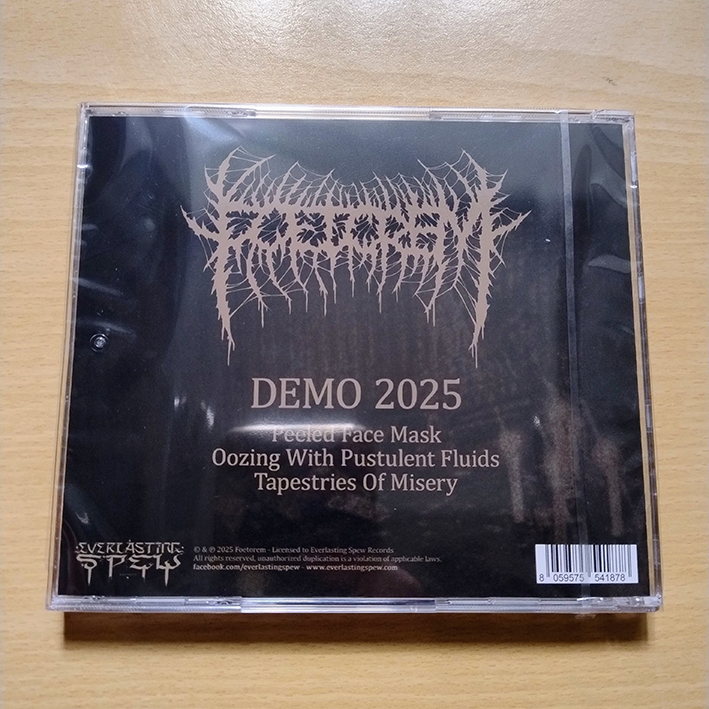 FOETOREM
DEMO 2025
Peeled Face Mask
Oozing With Pustulent Fluids
Tapestries Of Misery
EVERLASTING
SPEW
© & ℗ 2025 Foetorem - Licensed to Everlasting Spew Records
All rights reserved, unauthorized duplication is a violation of applicable laws.
facebook.com/everlastingspew - www.everlastingspew.com
8 059575 541878